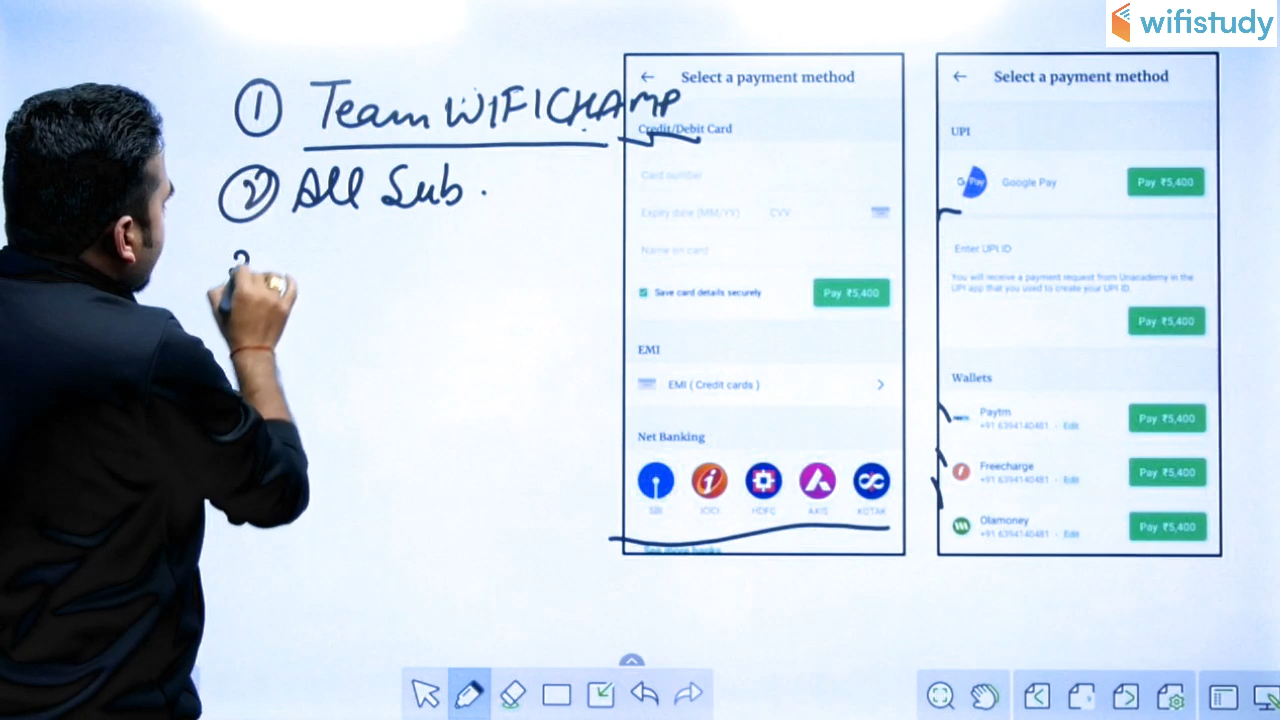 wifistudy
① Team WIFICHAMP
② All Sub.
3
← Select a payment method
Credit/Debit Card
Card number
Expiry date (MM/YY) CVV
Name on card
Save card details securely Pay ₹5,400
EMI
EMI ( Credit cards )
Net Banking
SBI ICICI HDFC AXIS KOTAK
See more banks
← Select a payment method
UPI
G Pay Google Pay Pay ₹5,400
Enter UPI ID
You will receive a payment request from Unacademy in the
UPI app that you used to create your UPI ID.
Pay ₹5,400
Wallets
Paytm
+91 6394140481 - Edit
Pay ₹5,400
Freecharge
+91 6394140481 - Edit
Pay ₹5,400
Olamoney
+91 6394140481 - Edit
Pay ₹5,400